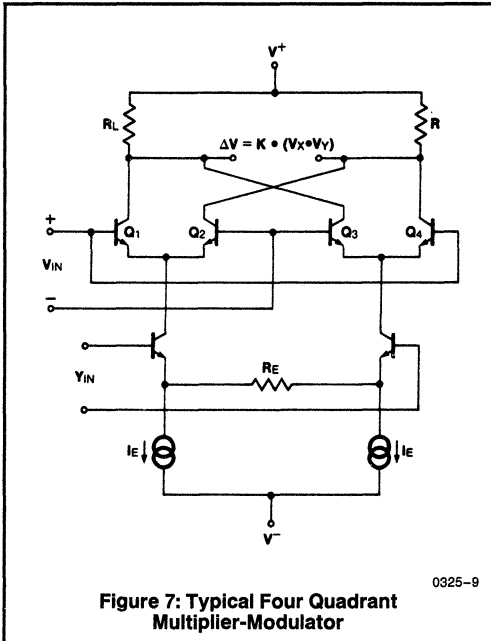 V+
RL
ΔV = K • (VX•VY)
R
+
Q1
Q2
Q3
Q4
VIN
−
YIN
RE
IE
IE
V−
0325–9
Figure 7: Typical Four Quadrant
Multiplier-Modulator